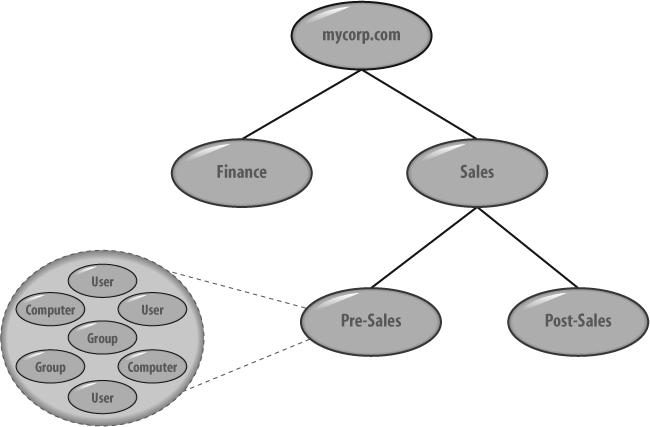 mycorp.com
Finance
Sales
Pre-Sales
Post-Sales
User
Computer
User
Group
Group
Computer
User